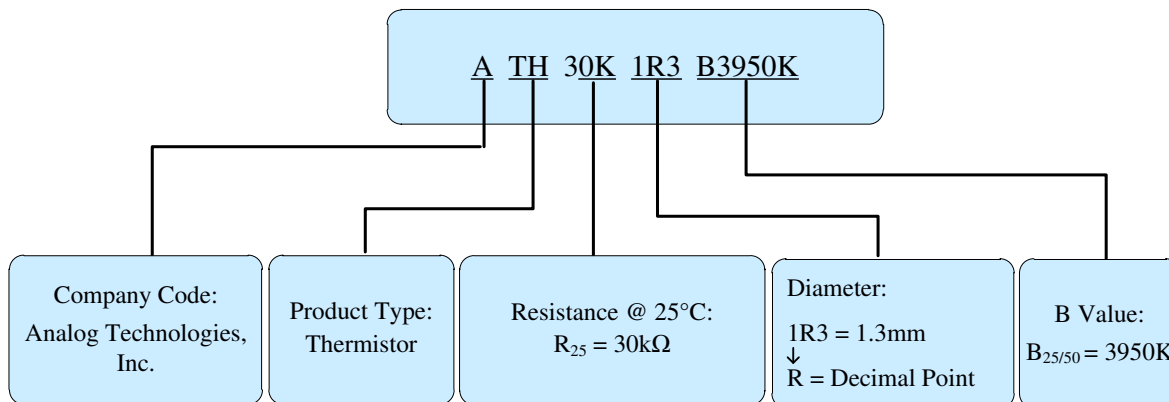 A TH 30K 1R3 B3950K
Company Code:
Analog Technologies,
Inc.
Product Type:
Thermistor
Resistance @ 25°C:
R₂₅ = 30kΩ
Diameter:
1R3 = 1.3mm
↓
R = Decimal Point
B Value:
B₂₅/₅₀ = 3950K